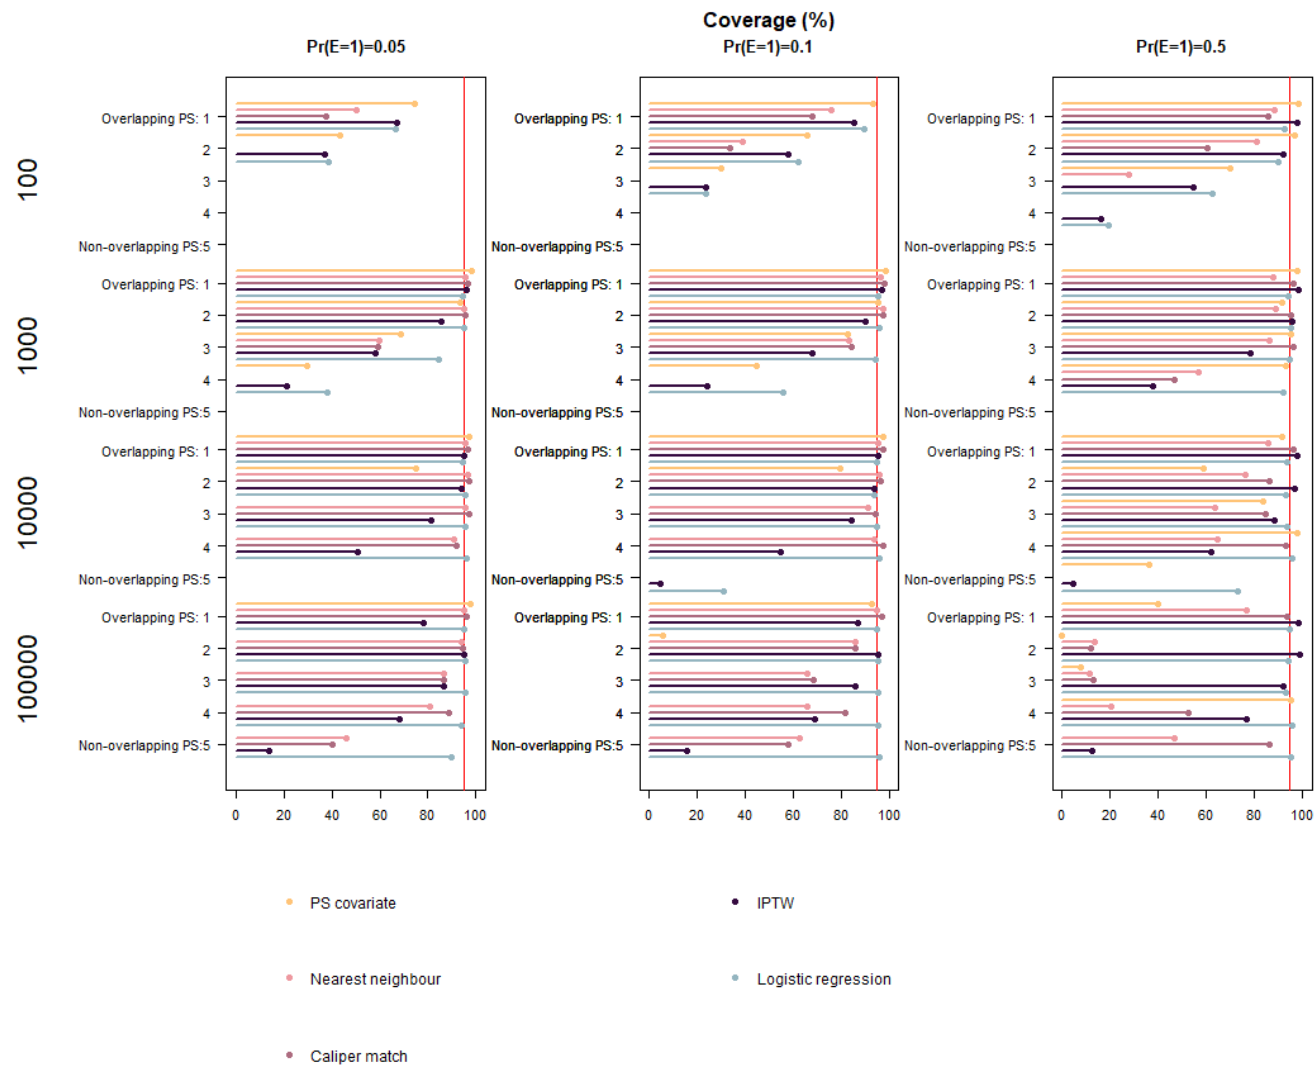 Coverage (%)
Pr(E=1)=0.05
Pr(E=1)=0.1
Pr(E=1)=0.5
100
Overlapping PS: 1
2
3
4
Non-overlapping PS:5
Overlapping PS: 1
2
3
4
Non-overlapping PS:5
Overlapping PS: 1
2
3
4
Non-overlapping PS:5
1000
Overlapping PS: 1
2
3
4
Non-overlapping PS:5
Overlapping PS: 1
2
3
4
Non-overlapping PS:5
Overlapping PS: 1
2
3
4
Non-overlapping PS:5
10000
Overlapping PS: 1
2
3
4
Non-overlapping PS:5
Overlapping PS: 1
2
3
4
Non-overlapping PS:5
Overlapping PS: 1
2
3
4
Non-overlapping PS:5
100000
Overlapping PS: 1
2
3
4
Non-overlapping PS:5
Overlapping PS: 1
2
3
4
Non-overlapping PS:5
Overlapping PS: 1
2
3
4
Non-overlapping PS:5
0 20 40 60 80 100
0 20 40 60 80 100
0 20 40 60 80 100
PS covariate
IPTW
Nearest neighbour
Logistic regression
Caliper match